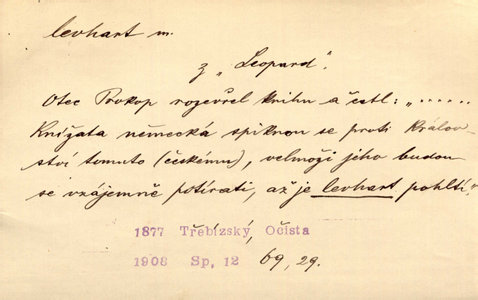 levhart m.
z „Leopard".
Otec Prokop rozevřel knihu a četl: „......
Knížata německá spiknou se proti králov-
ství tomuto (českému), velmoži jeho budou
se vzájemně potírati, až je levhart pohltí."
1877 Třebízský, Očista
1908 Sp. 12 69, 29.